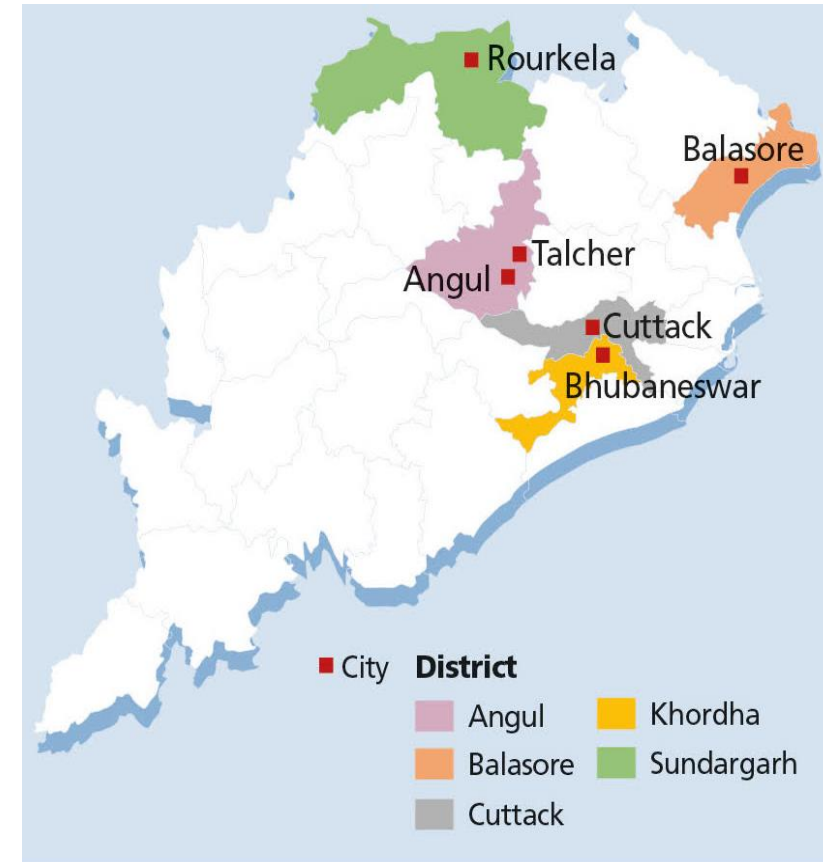 Rourkela
Balasore
Talcher
Angul
Cuttack
Bhubaneswar
City
District
Angul
Khordha
Balasore
Sundargarh
Cuttack